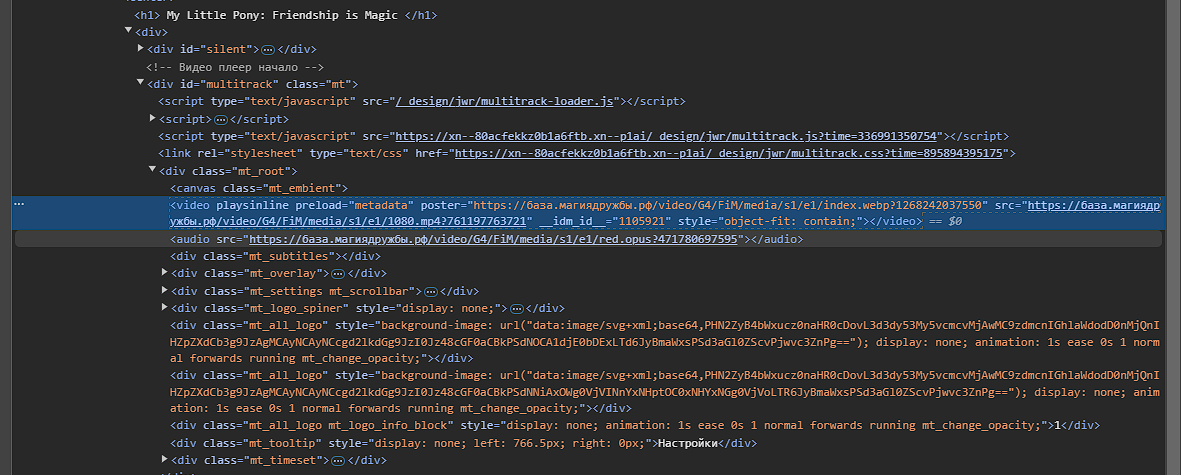 <h1> My Little Pony: Friendship is Magic </h1>
<div>
<div id="silent"> </div>
<!-- Видео плеер начало -->
<div id="multitrack" class="mt">
<script type="text/javascript" src="/_design/jwr/multitrack-loader.js"></script>
<script> </script>
<script type="text/javascript" src="https://xn--80acfekkz0b1a6ftb.xn--p1ai/_design/jwr/multitrack.js?time=336991350754"></script>
<link rel="stylesheet" type="text/css" href="https://xn--80acfekkz0b1a6ftb.xn--p1ai/_design/jwr/multitrack.css?time=895894395175">
<div class="mt_root">
<canvas class="mt_embient">
<video playsinline preload="metadata" poster="https://база.магиядружбы.рф/video/G4/FiM/media/s1/e1/index.webp?1268242037550" src="https://база.магиядр
ужбы.рф/video/G4/FiM/media/s1/e1/1080.mp4?761197763721" __idm_id__="1105921" style="object-fit: contain;"></video> == $0
<audio src="https://база.магиядружбы.рф/video/G4/FiM/media/s1/e1/red.opus?471780697595"></audio>
<div class="mt_subtitles"></div>
<div class="mt_overlay"> </div>
<div class="mt_settings mt_scrollbar"> </div>
<div class="mt_logo_spiner" style="display: none;"> </div>
<div class="mt_all_logo" style="background-image: url("data:image/svg+xml;base64,
display: none; animation: 1s ease 0s 1 nor
mal forwards running mt_change_opacity;"></div>
<div class="mt_all_logo" style="background-image: url("data:image/svg+xml;base64,
display: none; anim
ation: 1s ease 0s 1 normal forwards running mt_change_opacity;"></div>
<div class="mt_all_logo mt_logo_info_block" style="display: none; animation: 1s ease 0s 1 normal forwards running mt_change_opacity;">1</div>
<div class="mt_tooltip" style="display: none; left: 766.5px; right: 0px;">Настройки</div>
<div class="mt_timeset"> </div>